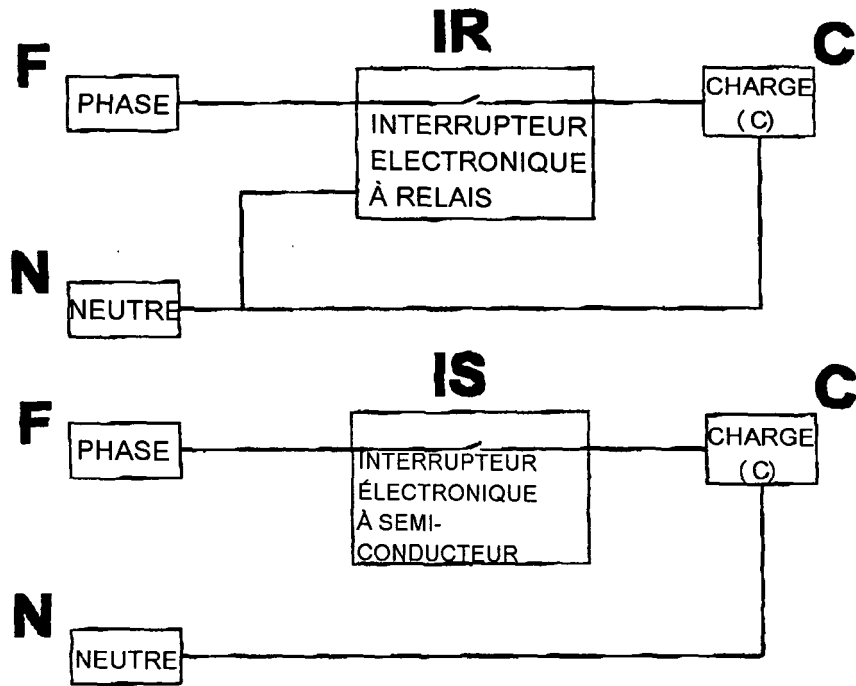 IR
C
F
PHASE
CHARGE
(C)
INTERRUPTEUR
ELECTRONIQUE
À RELAIS
N
NEUTRE
IS
C
F
PHASE
CHARGE
(C)
INTERRUPTEUR
ÉLECTRONIQUE
À SEMI-
CONDUCTEUR
N
NEUTRE